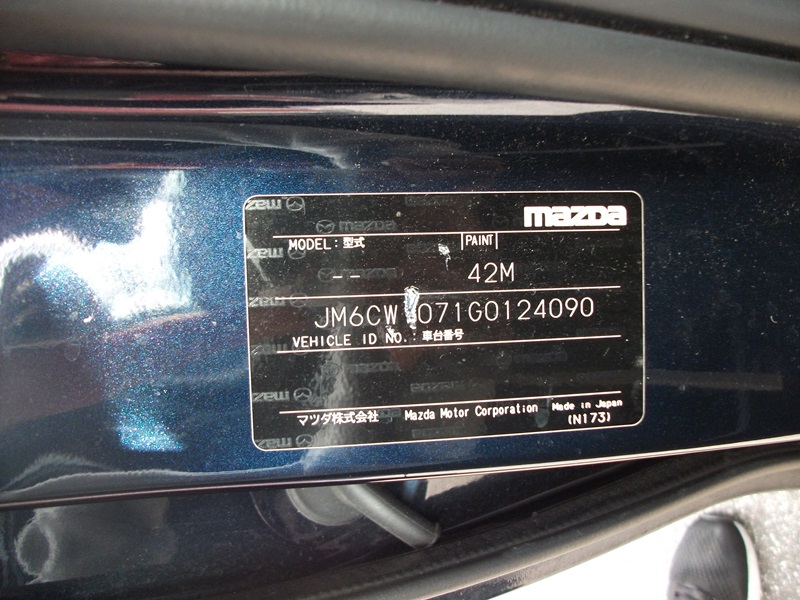 mazda
MODEL:型式 PAINT
-- 42M
JM6CW 071G0124090
VEHICLE ID NO.:車台番号
マツダ株式会社 Mazda Motor Corporation Made in Japan
(N173)